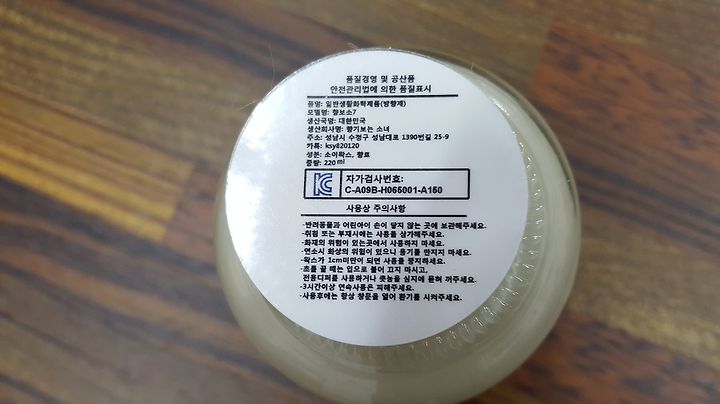 품질경영 및 공산품
안전관리법에 의한 품질표시
품명: 일반생활화학제품(방향제)
모델명: 향보소7
생산국명: 대한민국
생산회사명: 향기보는 소녀
주소: 성남시 수정구 성남대로 1390번길 25-9
카톡: ksy820120
성분: 소이왁스, 향료
중량: 220ml
자가검사번호:
C-A09B-H065001-A150
사용상 주의사항
-반려동물과 어린아이 손이 닿지 않는 곳에 보관해주세요.
-취침 또는 부재시에는 사용을 삼가해주세요.
-화재의 위험이 있는곳에서 사용하지 마세요.
-연소시 화상의 위험이 있으니 용기를 만지지 마세요.
-왁스가 1cm미만이 되면 사용을 중지하세요.
-초를 끌 때는 입으로 불어 끄지 마시고,
전용디퍼를 사용하거나 촛농을 심지에 묻혀 꺼주세요.
-3시간이상 연속사용은 피해주세요.
-사용후에는 항상 창문을 열어 환기를 시켜주세요.